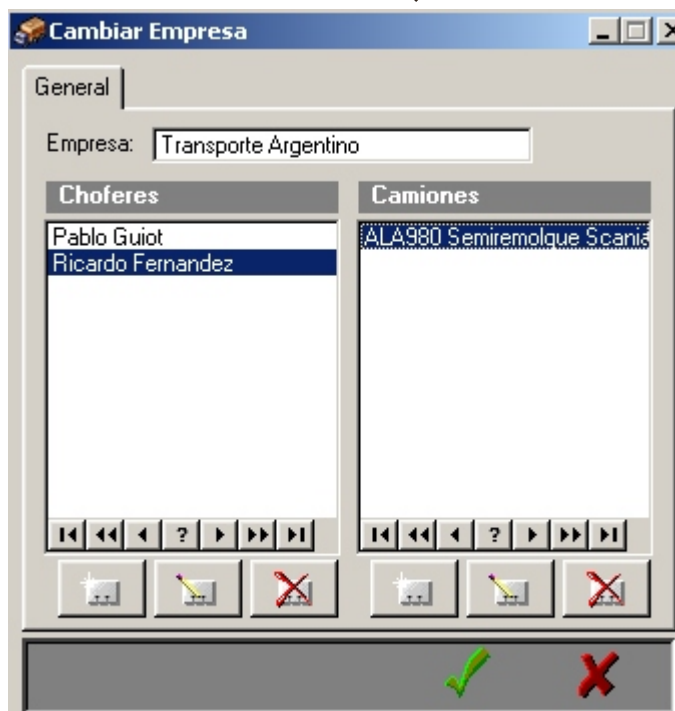 Cambiar Empresa
General
Empresa: Transporte Argentino
Choferes
Camiones
Pablo Guiot
Ricardo Fernandez
ALA980 Semiremolque Scania
?
?